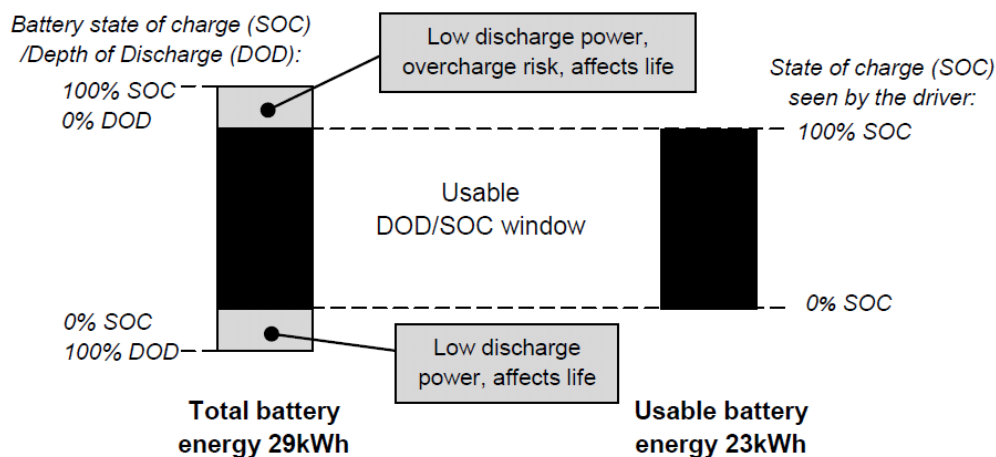 Battery state of charge (SOC)
/Depth of Discharge (DOD):
Low discharge power,
overcharge risk, affects life
State of charge (SOC)
seen by the driver:
100% SOC
0% DOD
100% SOC
Usable
DOD/SOC window
0% SOC
0% SOC
100% DOD
Low discharge
power, affects life
Total battery
energy 29kWh
Usable battery
energy 23kWh